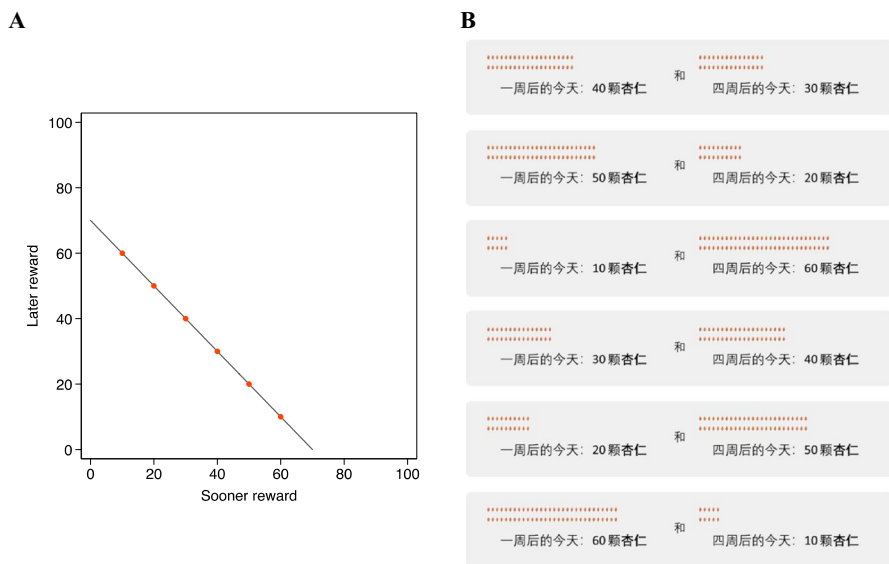 A
100
80
60
40
20
0
Later reward
0 20 40 60 80 100
Sooner reward
B
一周后的今天：40颗杏仁 和 四周后的今天：30颗杏仁
一周后的今天：50颗杏仁 和 四周后的今天：20颗杏仁
一周后的今天：10颗杏仁 和 四周后的今天：60颗杏仁
一周后的今天：30颗杏仁 和 四周后的今天：40颗杏仁
一周后的今天：20颗杏仁 和 四周后的今天：50颗杏仁
一周后的今天：60颗杏仁 和 四周后的今天：10颗杏仁